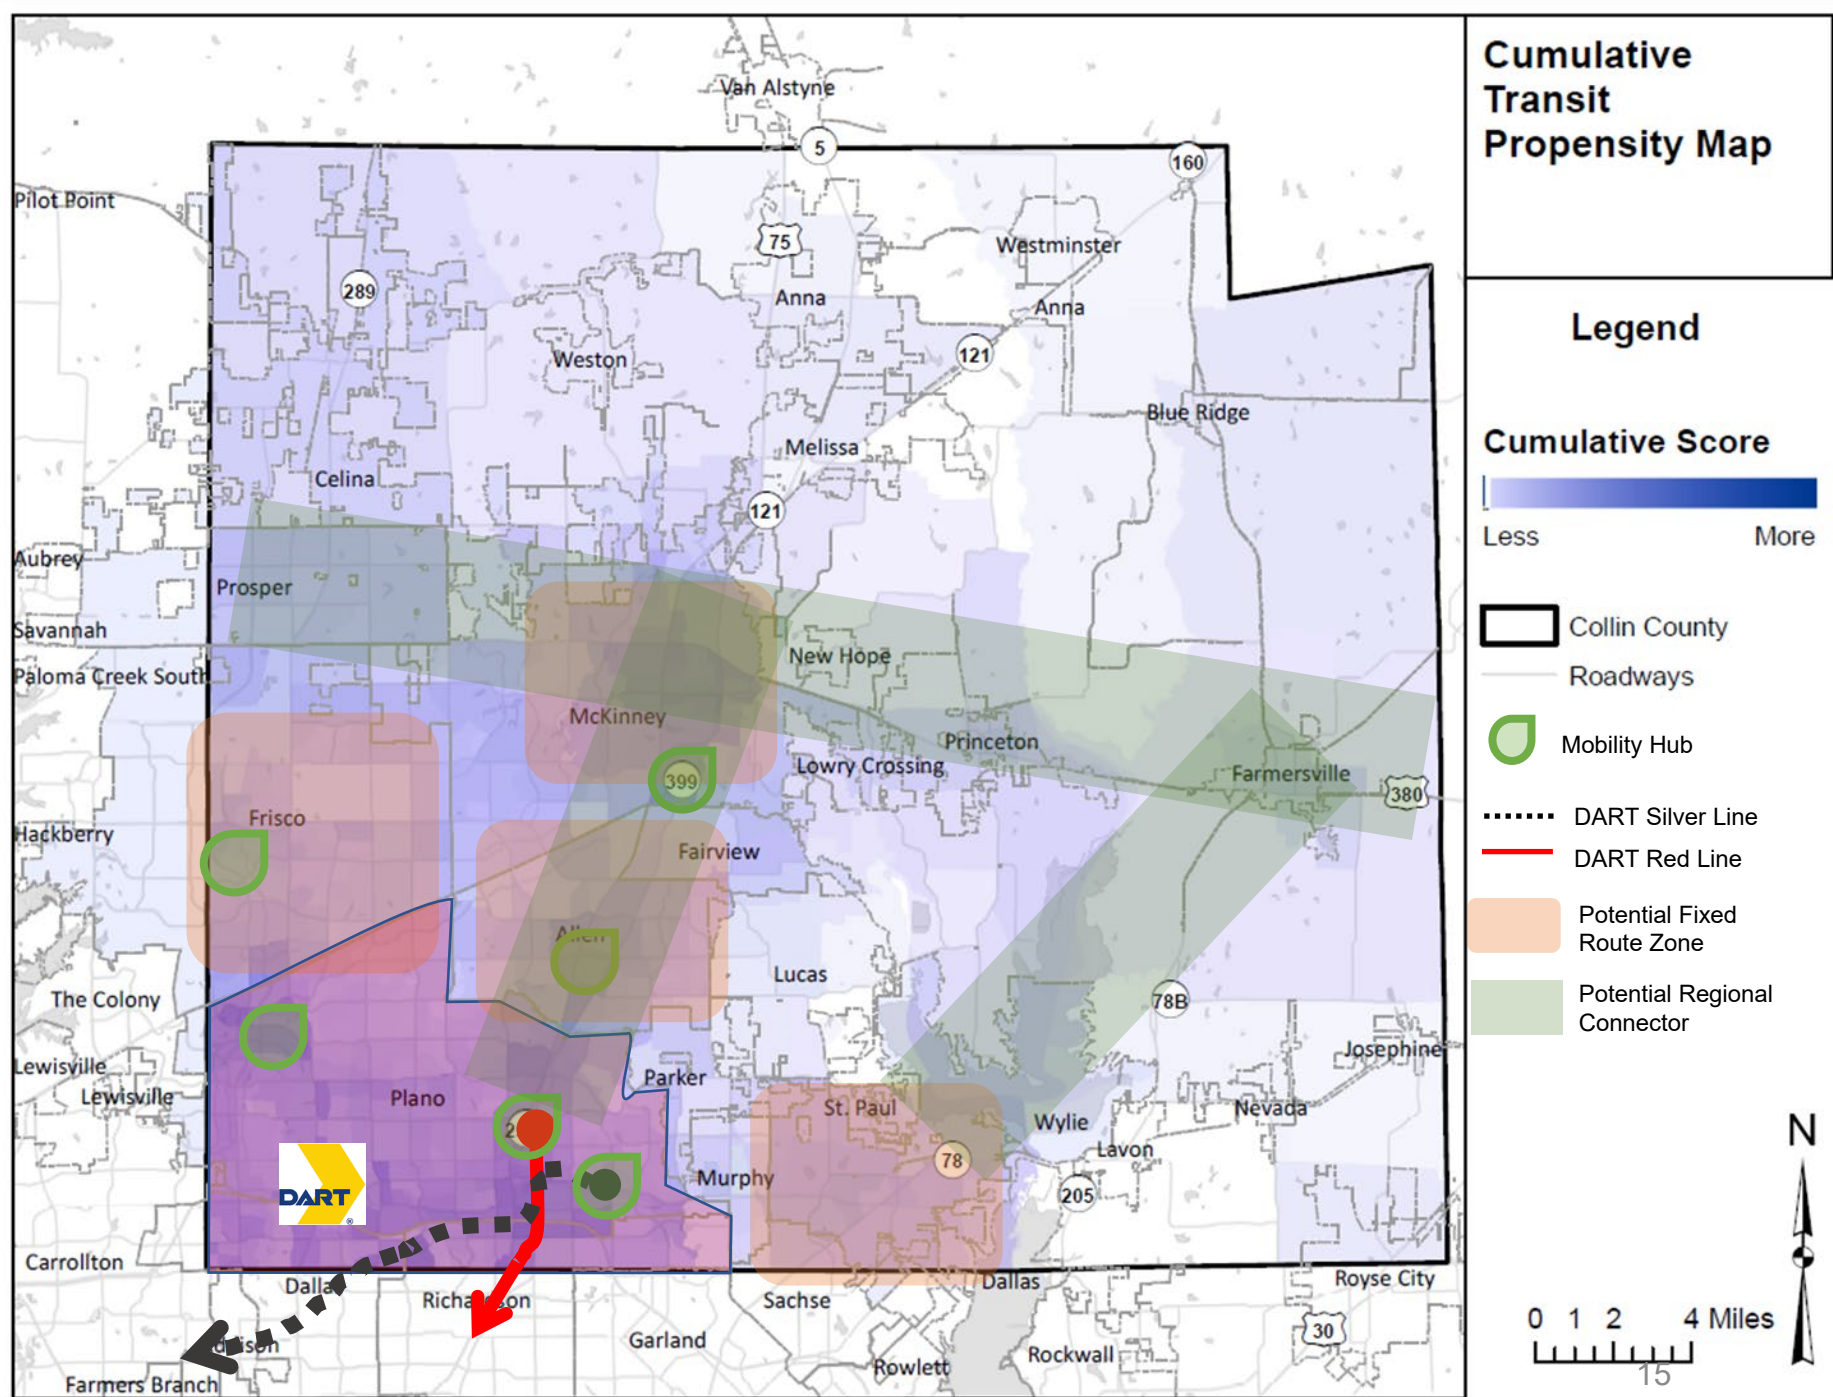 Cumulative
Transit
Propensity Map
Legend
Cumulative Score
Less More
Collin County
Roadways
Mobility Hub
DART Silver Line
DART Red Line
Potential Fixed
Route Zone
Potential Regional
Connector
N
0 1 2 4 Miles
15
Van Alstyne
5
160
Pilot Point
75
Westminster
289
Anna
Anna
121
Weston
Blue Ridge
Melissa
Celina
121
Aubrey
Prosper
Savannah
New Hope
Paloma Creek South
McKinney
Princeton
Lowry Crossing
399
Farmersville
380
Frisco
Hackberry
Fairview
Allen
Lucas
The Colony
78B
Josephine
Lewisville
Parker
Lewisville
Plano
St. Paul
Nevada
Wylie
Lavon
78
Murphy
205
DART
®
Carrollton
Dallas
Richardson
Sachse
Dallas
Royse City
Garland
30
Rockwall
Rowlett
Farmers Branch